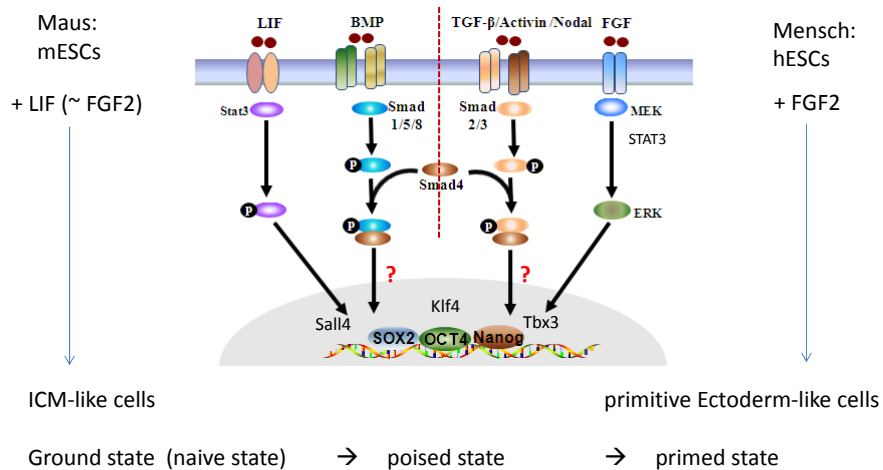 Maus:
mESCs
LIF
BMP
TGF-β/Activin /Nodal
FGF
Mensch:
hESCs
+ LIF (~ FGF2)
+ FGF2
Stat3
Smad
1/5/8
Smad
2/3
MEK
STAT3
P
P
Smad4
P
P
P
ERK
?
?
Klf4
Sall4
Tbx3
SOX2
OCT4
Nanog
ICM-like cells
primitive Ectoderm-like cells
Ground state (naive state) → poised state → primed state